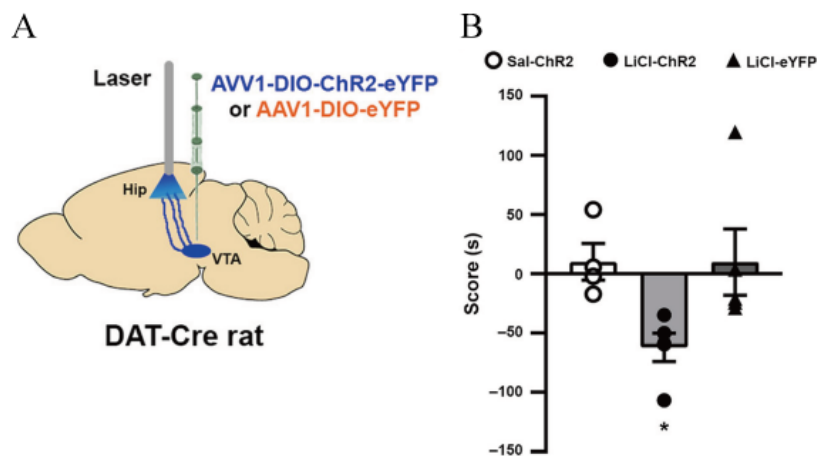 A
Laser
AVV1-DIO-ChR2-eYFP
or AAV1-DIO-eYFP
Hip
VTA
DAT-Cre rat
B
Sal-ChR2 LiCl-ChR2 LiCl-eYFP
Score (s)
150
100
50
0
−50
−100
−150
*